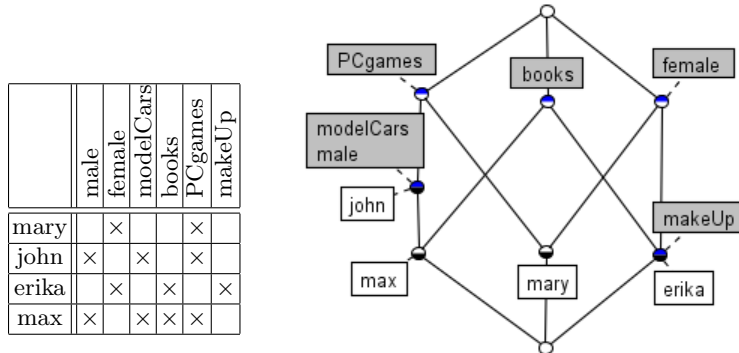 male
female
modelCars
books
PCgames
makeUp
mary × ×
john × × ×
erika × × ×
max × × × ×
PCgames
books
female
modelCars
male
john
makeUp
max
mary
erika